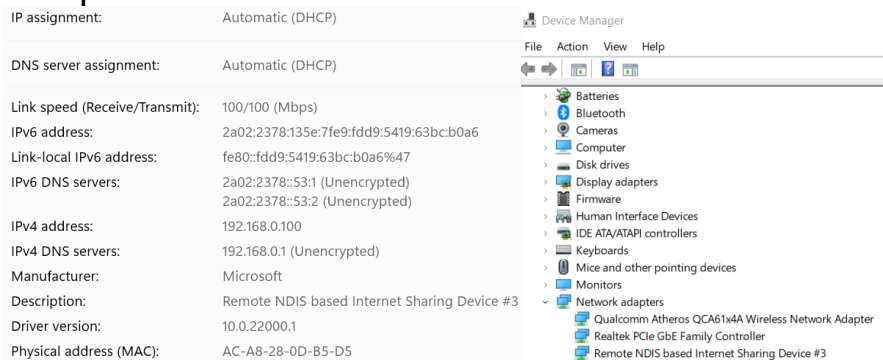 IP assignment: Automatic (DHCP)
DNS server assignment: Automatic (DHCP)
Link speed (Receive/Transmit): 100/100 (Mbps)
IPv6 address: 2a02:2378:135e:7fe9:fdd9:5419:63bc:b0a6
Link-local IPv6 address: fe80::fdd9:5419:63bc:b0a6%47
IPv6 DNS servers: 2a02:2378::53:1 (Unencrypted)
2a02:2378::53:2 (Unencrypted)
IPv4 address: 192.168.0.100
IPv4 DNS servers: 192.168.0.1 (Unencrypted)
Manufacturer: Microsoft
Description: Remote NDIS based Internet Sharing Device #3
Driver version: 10.0.22000.1
Physical address (MAC): AC-A8-28-0D-B5-D5
Device Manager
File Action View Help
Batteries
Bluetooth
Cameras
Computer
Disk drives
Display adapters
Firmware
Human Interface Devices
IDE ATA/ATAPI controllers
Keyboards
Mice and other pointing devices
Monitors
Network adapters
Qualcomm Atheros QCA61x4A Wireless Network Adapter
Realtek PCIe GbE Family Controller
Remote NDIS based Internet Sharing Device #3